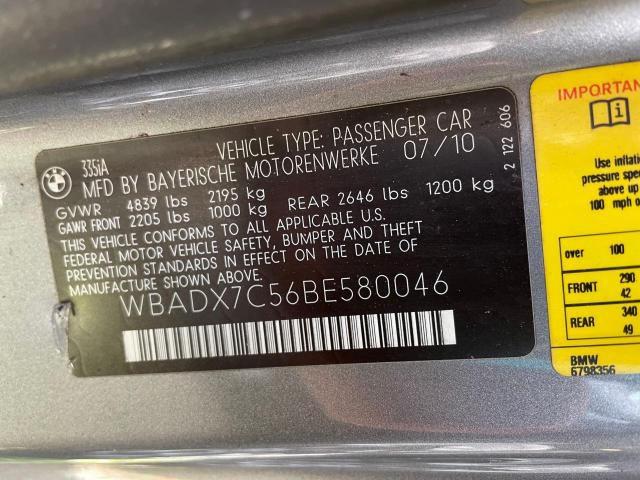 BMW
335iA
VEHICLE TYPE: PASSENGER CAR
MFD BY BAYERISCHE MOTORENWERKE 07/10
GVWR 4839 lbs 2195 kg
GAWR FRONT 2205 lbs 1000 kg REAR 2646 lbs 1200 kg
THIS VEHICLE CONFORMS TO ALL APPLICABLE U.S.
FEDERAL MOTOR VEHICLE SAFETY, BUMPER AND THEFT
PREVENTION STANDARDS IN EFFECT ON THE DATE OF
MANUFACTURE SHOWN ABOVE.
WBADX7C56BE580046
2 122 606
IMPORTAN
Use inflatio
pressure spe
above up
100 mph o
over 100
FRONT 290
42
REAR 340
49
BMW
6798356